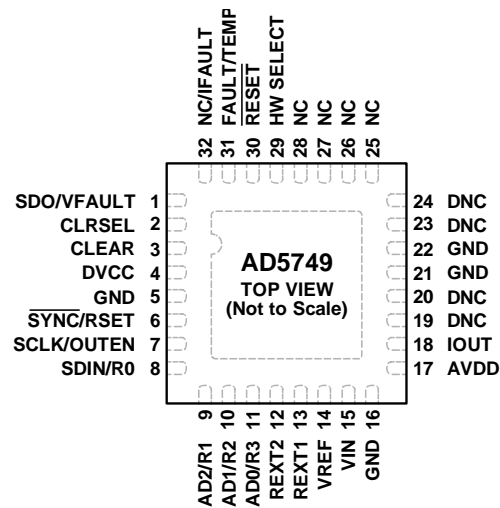 32 NC/IFAULT
31 FAULT/TEMP
30 RESET
29 HW SELECT
28 NC
27 NC
26 NC
25 NC
SDO/VFAULT 1
CLRSEL 2
CLEAR 3
DVCC 4
GND 5
SYNC/RSET 6
SCLK/OUTEN 7
SDIN/R0 8
AD5749
TOP VIEW
(Not to Scale)
24 DNC
23 DNC
22 GND
21 GND
20 DNC
19 DNC
18 IOUT
17 AVDD
AD2/R1 9
AD1/R2 10
AD0/R3 11
REXT2 12
REXT1 13
VREF 14
VIN 15
GND 16